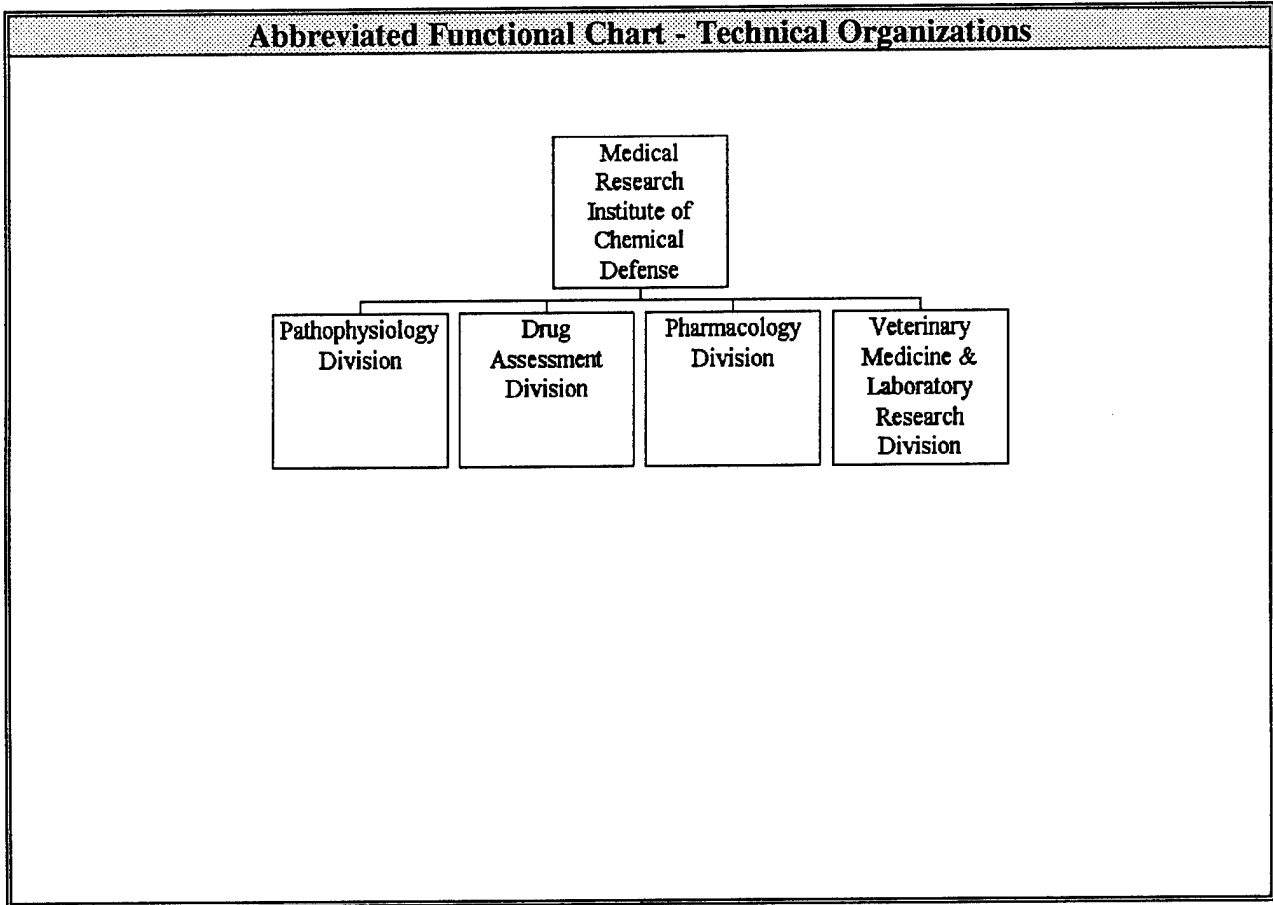 Abbreviated Functional Chart - Technical Organizations
Medical
Research
Institute of
Chemical
Defense
Pathophysiology
Division
Drug
Assessment
Division
Pharmacology
Division
Veterinary
Medicine &
Laboratory
Research
Division